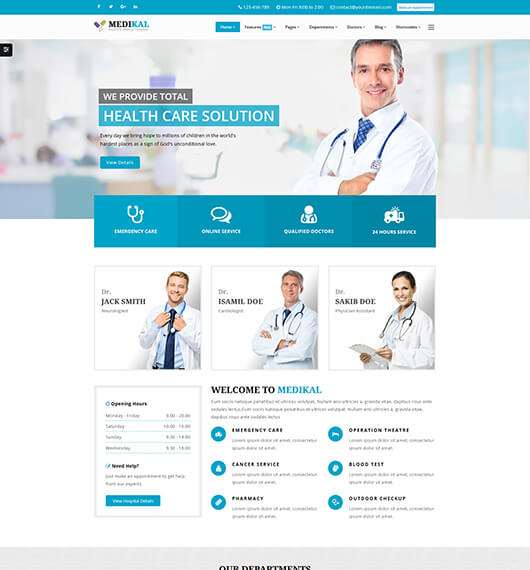 123-456-789 Mon Fri 9:00 to 2:00 contact@yourdomain.com Book an appointment
MEDIKAL
Home Features Pages Departments Doctors Blog Shortcodes
WE PROVIDE TOTAL
HEALTH CARE SOLUTION
Every day we bring hope to millions of children in the world's
hardest places as a sign of God's unconditional love.
View Details
EMERGENCY CARE
ONLINE SERVICE
QUALIFIED DOCTORS
24 HOURS SERVICE
Dr.
JACK SMITH
Neurologist
Dr.
ISAMIL DOE
Cardiologist
Dr.
SAKIB DOE
Physician Assistant
Opening Hours
Monday - Friday 9.00 - 20.00
Saturday 10.00 - 16.00
Sunday 9.30 - 18.00
Wednesday 9.30 - 18.00
Need Help?
Just make an appointment to get help
from our experts
View Hospital Details
WELCOME TO MEDIKAL
Cum sociis natoque penatibus et ultrices volutpat. Nullam wisi ultricies a, gravida vitae, dapibus risus ante
sodales lectus.Cum sociis natoque penatibus et ultrices volutpat. Nullam wisi ultricies a, gravida vitae,
dapibus risus ante sodales lectus
EMERGENCY CARE
Lorem ipsum dolor sit amet, consectetur
ipsum dolor sit amet.
OPERATION THEATRE
Lorem ipsum dolor sit amet, consectetur
ipsum dolor sit amet.
CANCER SERVICE
Lorem ipsum dolor sit amet, consectetur
ipsum dolor sit amet.
BLOOD TEST
Lorem ipsum dolor sit amet, consectetur
ipsum dolor sit amet.
PHARMACY
Lorem ipsum dolor sit amet, consectetur
ipsum dolor sit amet.
OUTDOOR CHECKUP
Lorem ipsum dolor sit amet, consectetur
ipsum dolor sit amet.
OUR DEPARTMENTS